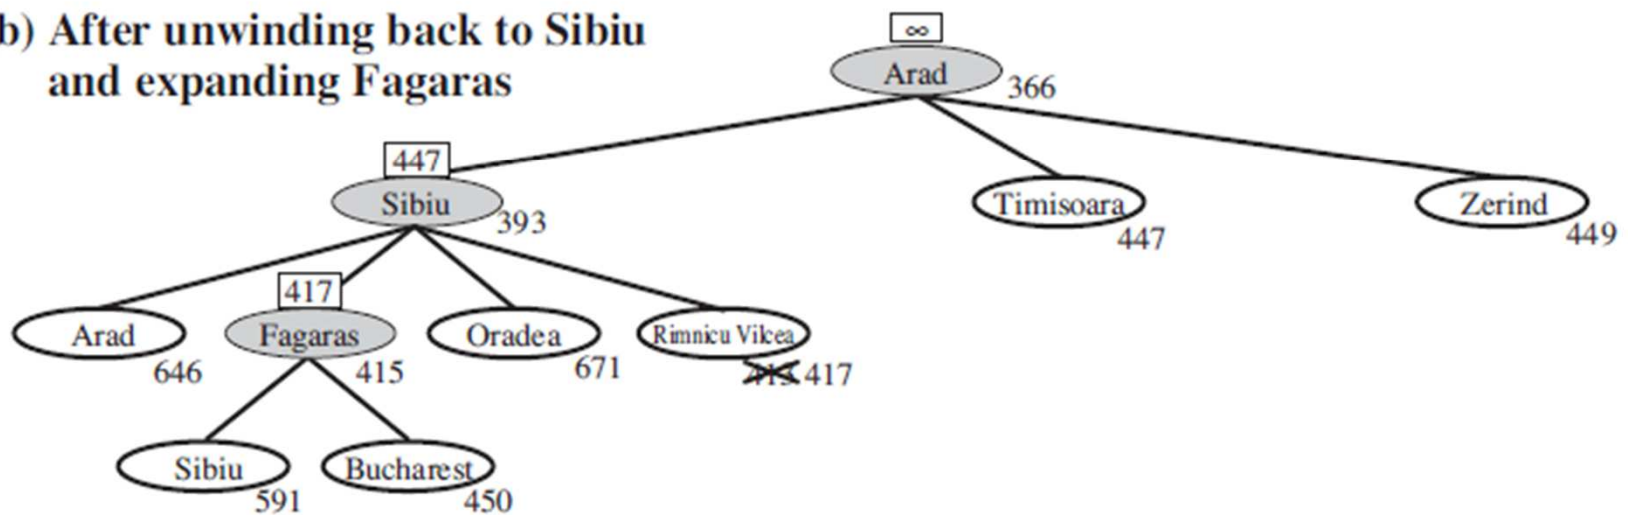 b) After unwinding back to Sibiu
and expanding Fagaras
∞
Arad
366
447
Sibiu
393
Timisoara
447
Zerind
449
417
Arad
646
Fagaras
415
Oradea
671
Rimnicu Vilcea
413 417
Sibiu
591
Bucharest
450